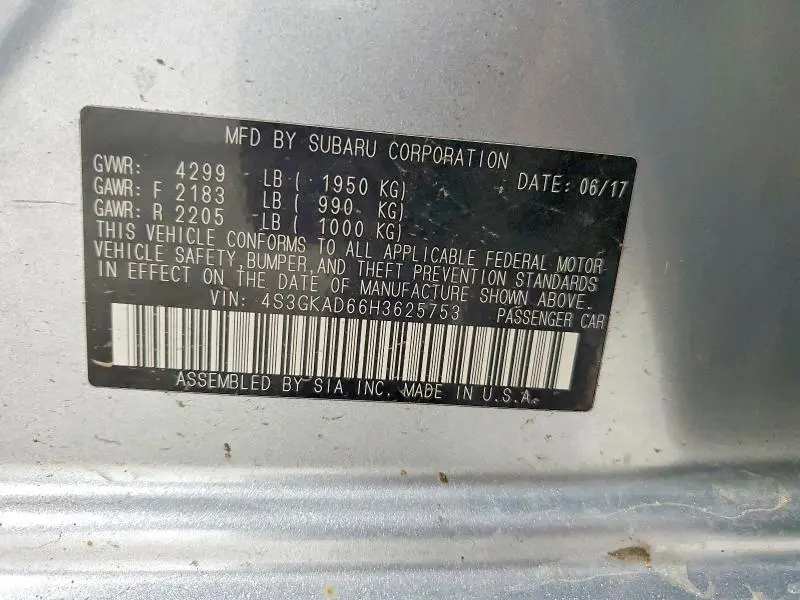 MFD BY SUBARU CORPORATION
GVWR: 4299 LB ( 1950 KG) DATE: 06/17
GAWR: F 2183 LB ( 990 KG)
GAWR: R 2205 LB ( 1000 KG)
THIS VEHICLE CONFORMS TO ALL APPLICABLE FEDERAL MOTOR
VEHICLE SAFETY, BUMPER, AND THEFT PREVENTION STANDARDS
IN EFFECT ON THE DATE OF MANUFACTURE SHOWN ABOVE.
VIN: 4S3GKAD66H3625753 PASSENGER CAR
ASSEMBLED BY SIA INC. MADE IN U.S.A.